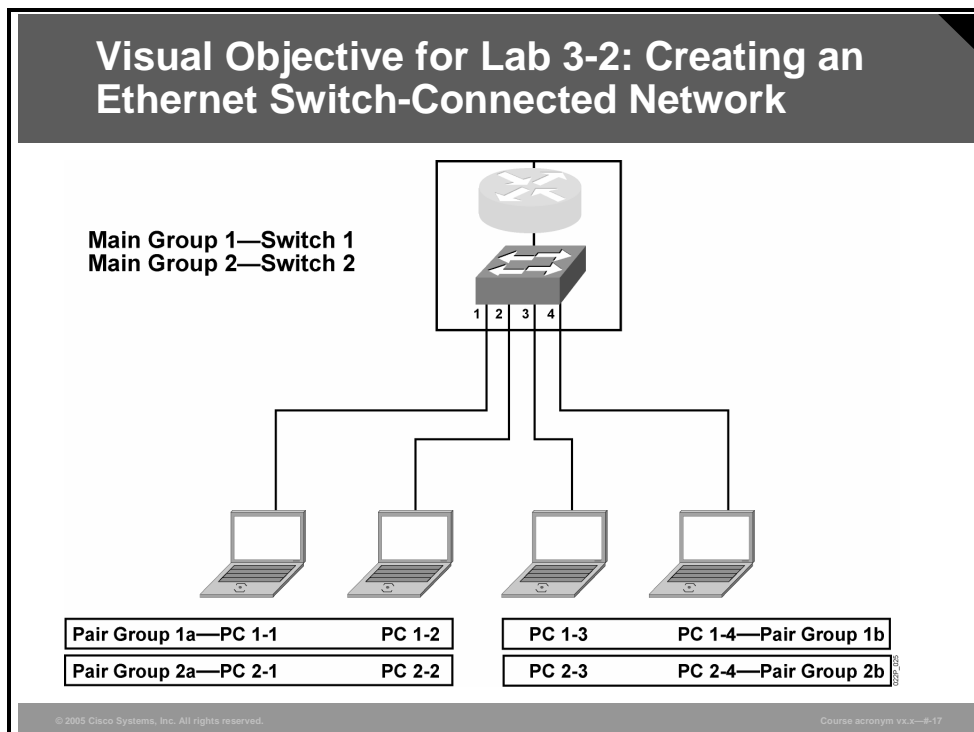 Visual Objective for Lab 3-2: Creating an
Ethernet Switch-Connected Network
Main Group 1—Switch 1
Main Group 2—Switch 2
1 2 3 4
Pair Group 1a—PC 1-1 PC 1-2 PC 1-3 PC 1-4—Pair Group 1b
Pair Group 2a—PC 2-1 PC 2-2 PC 2-3 PC 2-4—Pair Group 2b
022P_025
© 2005 Cisco Systems, Inc. All rights reserved. Course acronym vx.x—#-17